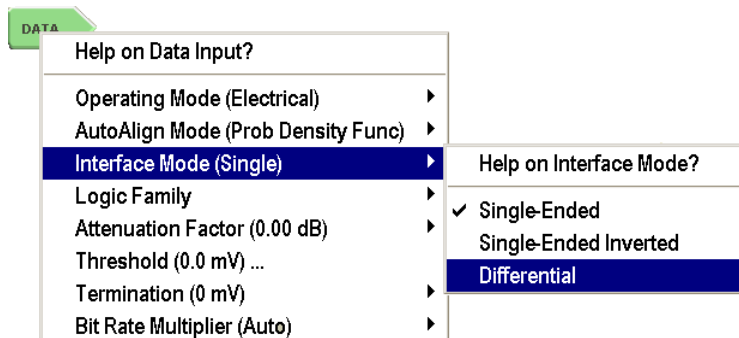 DATA
Help on Data Input?
Operating Mode (Electrical)
AutoAlign Mode (Prob Density Func)
Interface Mode (Single)
Logic Family
Attenuation Factor (0.00 dB)
Threshold (0.0 mV) ...
Termination (0 mV)
Bit Rate Multiplier (Auto)
Help on Interface Mode?
Single-Ended
Single-Ended Inverted
Differential